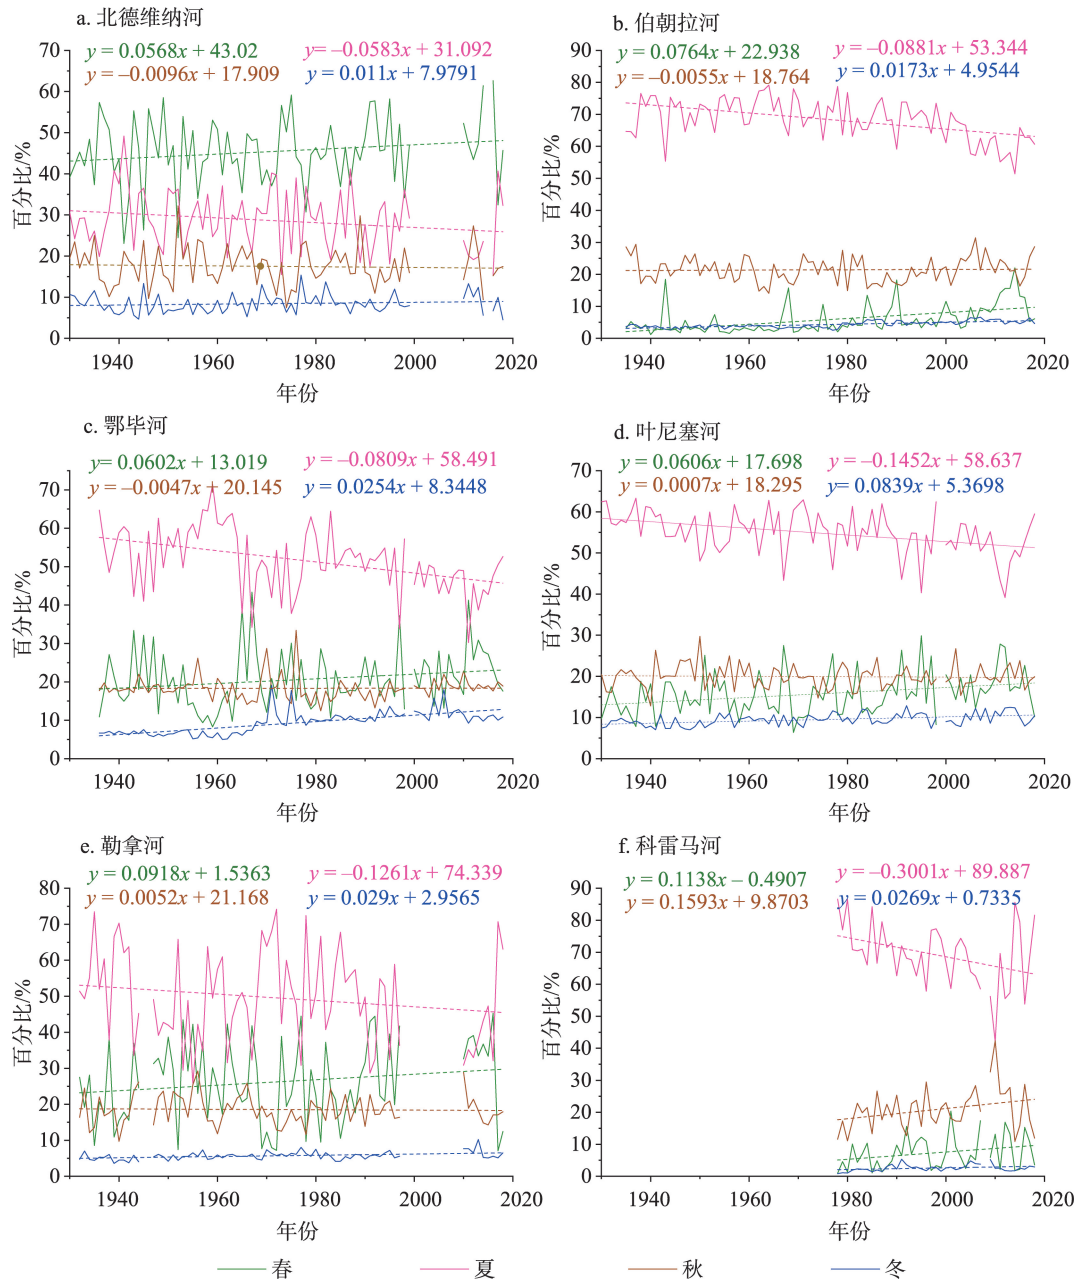 a. 北德维纳河
y = 0.0568x + 43.02
y= –0.0583x + 31.092
y = –0.0096x + 17.909
y = 0.011x + 7.9791
70
60
50
40
30
20
10
0
百分比/%
1940
1960
1980
2000
2020
年份
b. 伯朝拉河
y = 0.0764x + 22.938
y = –0.0881x + 53.344
y = –0.0055x + 18.764
y = 0.0173x + 4.9544
90
80
70
60
50
40
30
20
10
0
百分比/%
1940
1960
1980
2000
2020
年份
c. 鄂毕河
y= 0.0602x + 13.019
y = –0.0809x + 58.491
y = –0.0047x + 20.145
y = 0.0254x + 8.3448
70
60
50
40
30
20
10
0
百分比/%
1940
1960
1980
2000
2020
年份
d. 叶尼塞河
y = 0.0606x + 17.698
y = –0.1452x + 58.637
y = 0.0007x + 18.295
y= 0.0839x + 5.3698
70
60
50
40
30
20
10
0
百分比/%
1940
1960
1980
2000
2020
年份
e. 勒拿河
y = 0.0918x + 1.5363
y = –0.1261x + 74.339
y = 0.0052x + 21.168
y = 0.029x + 2.9565
80
70
60
50
40
30
20
10
0
百分比/%
1940
1960
1980
2000
2020
年份
f. 科雷马河
y = 0.1138x – 0.4907
y = –0.3001x + 89.887
y = 0.1593x + 9.8703
y = 0.0269x + 0.7335
90
80
70
60
50
40
30
20
10
0
百分比/%
1940
1960
1980
2000
2020
年份
春
夏
秋
冬